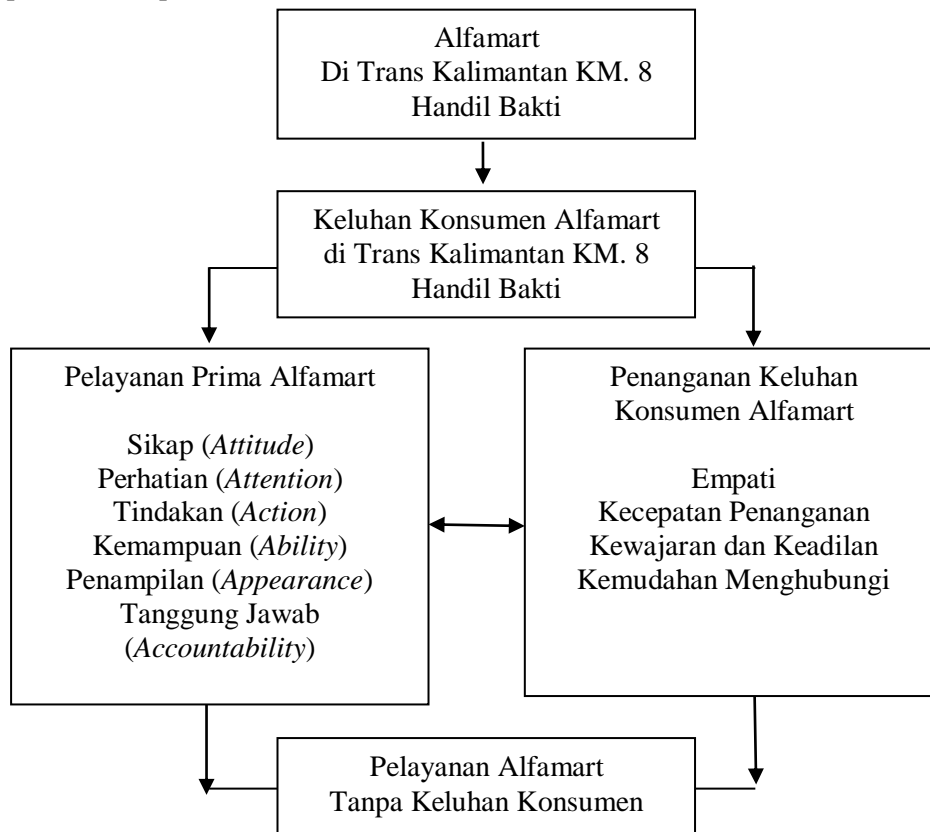 Alfamart
Di Trans Kalimantan KM. 8
Handil Bakti
Keluhan Konsumen Alfamart
di Trans Kalimantan KM. 8
Handil Bakti
Pelayanan Prima Alfamart
Sikap (Attitude)
Perhatian (Attention)
Tindakan (Action)
Kemampuan (Ability)
Penampilan (Appearance)
Tanggung Jawab
(Accountability)
Penanganan Keluhan
Konsumen Alfamart
Empati
Kecepatan Penanganan
Kewajaran dan Keadilan
Kemudahan Menghubungi
Pelayanan Alfamart
Tanpa Keluhan Konsumen